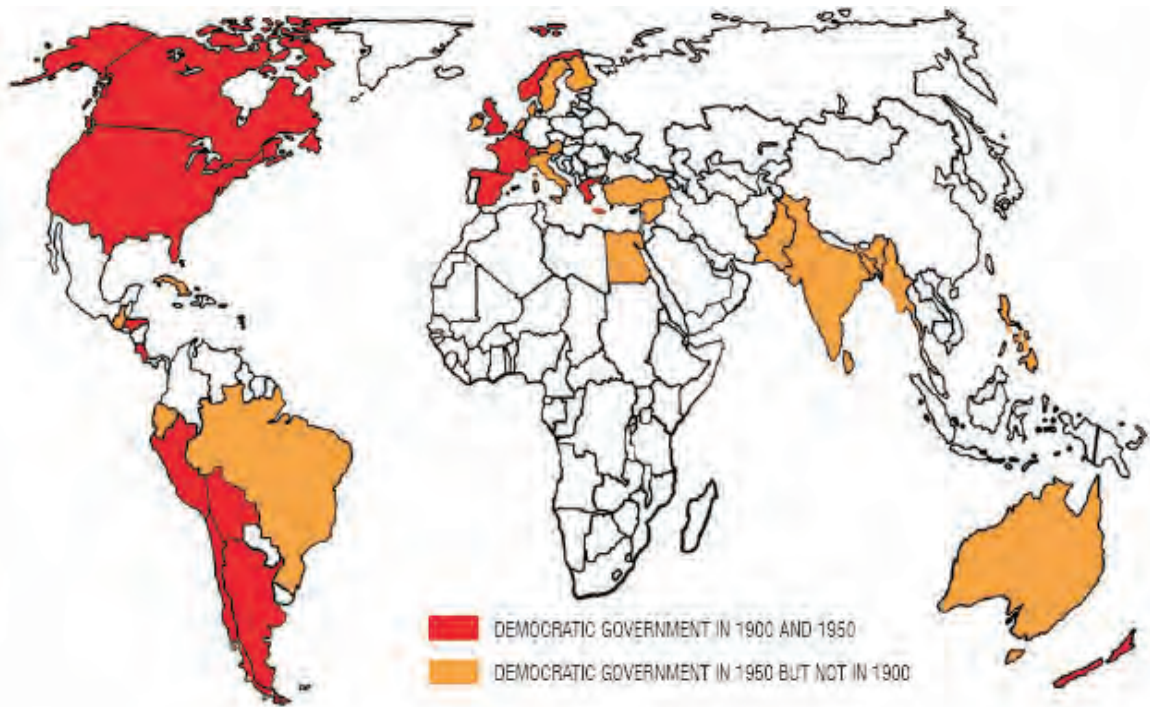 DEMOCRATIC GOVERNMENT IN 1900 AND 1950
DEMOCRATIC GOVERNMENT IN 1950 BUT NOT IN 1900